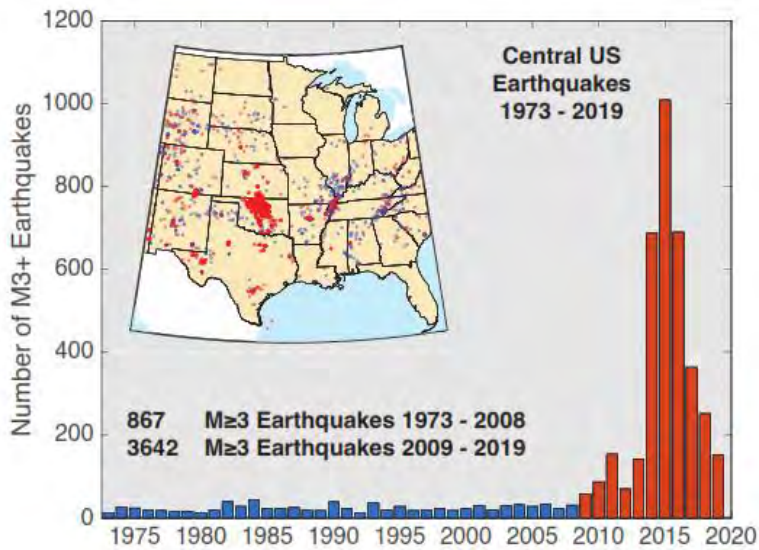 1200
1000
800
600
400
200
0
Number of M3+ Earthquakes
Central US
Earthquakes
1973 - 2019
867 M≥3 Earthquakes 1973 - 2008
3642 M≥3 Earthquakes 2009 - 2019
1975 1980 1985 1990 1995 2000 2005 2010 2015 2020